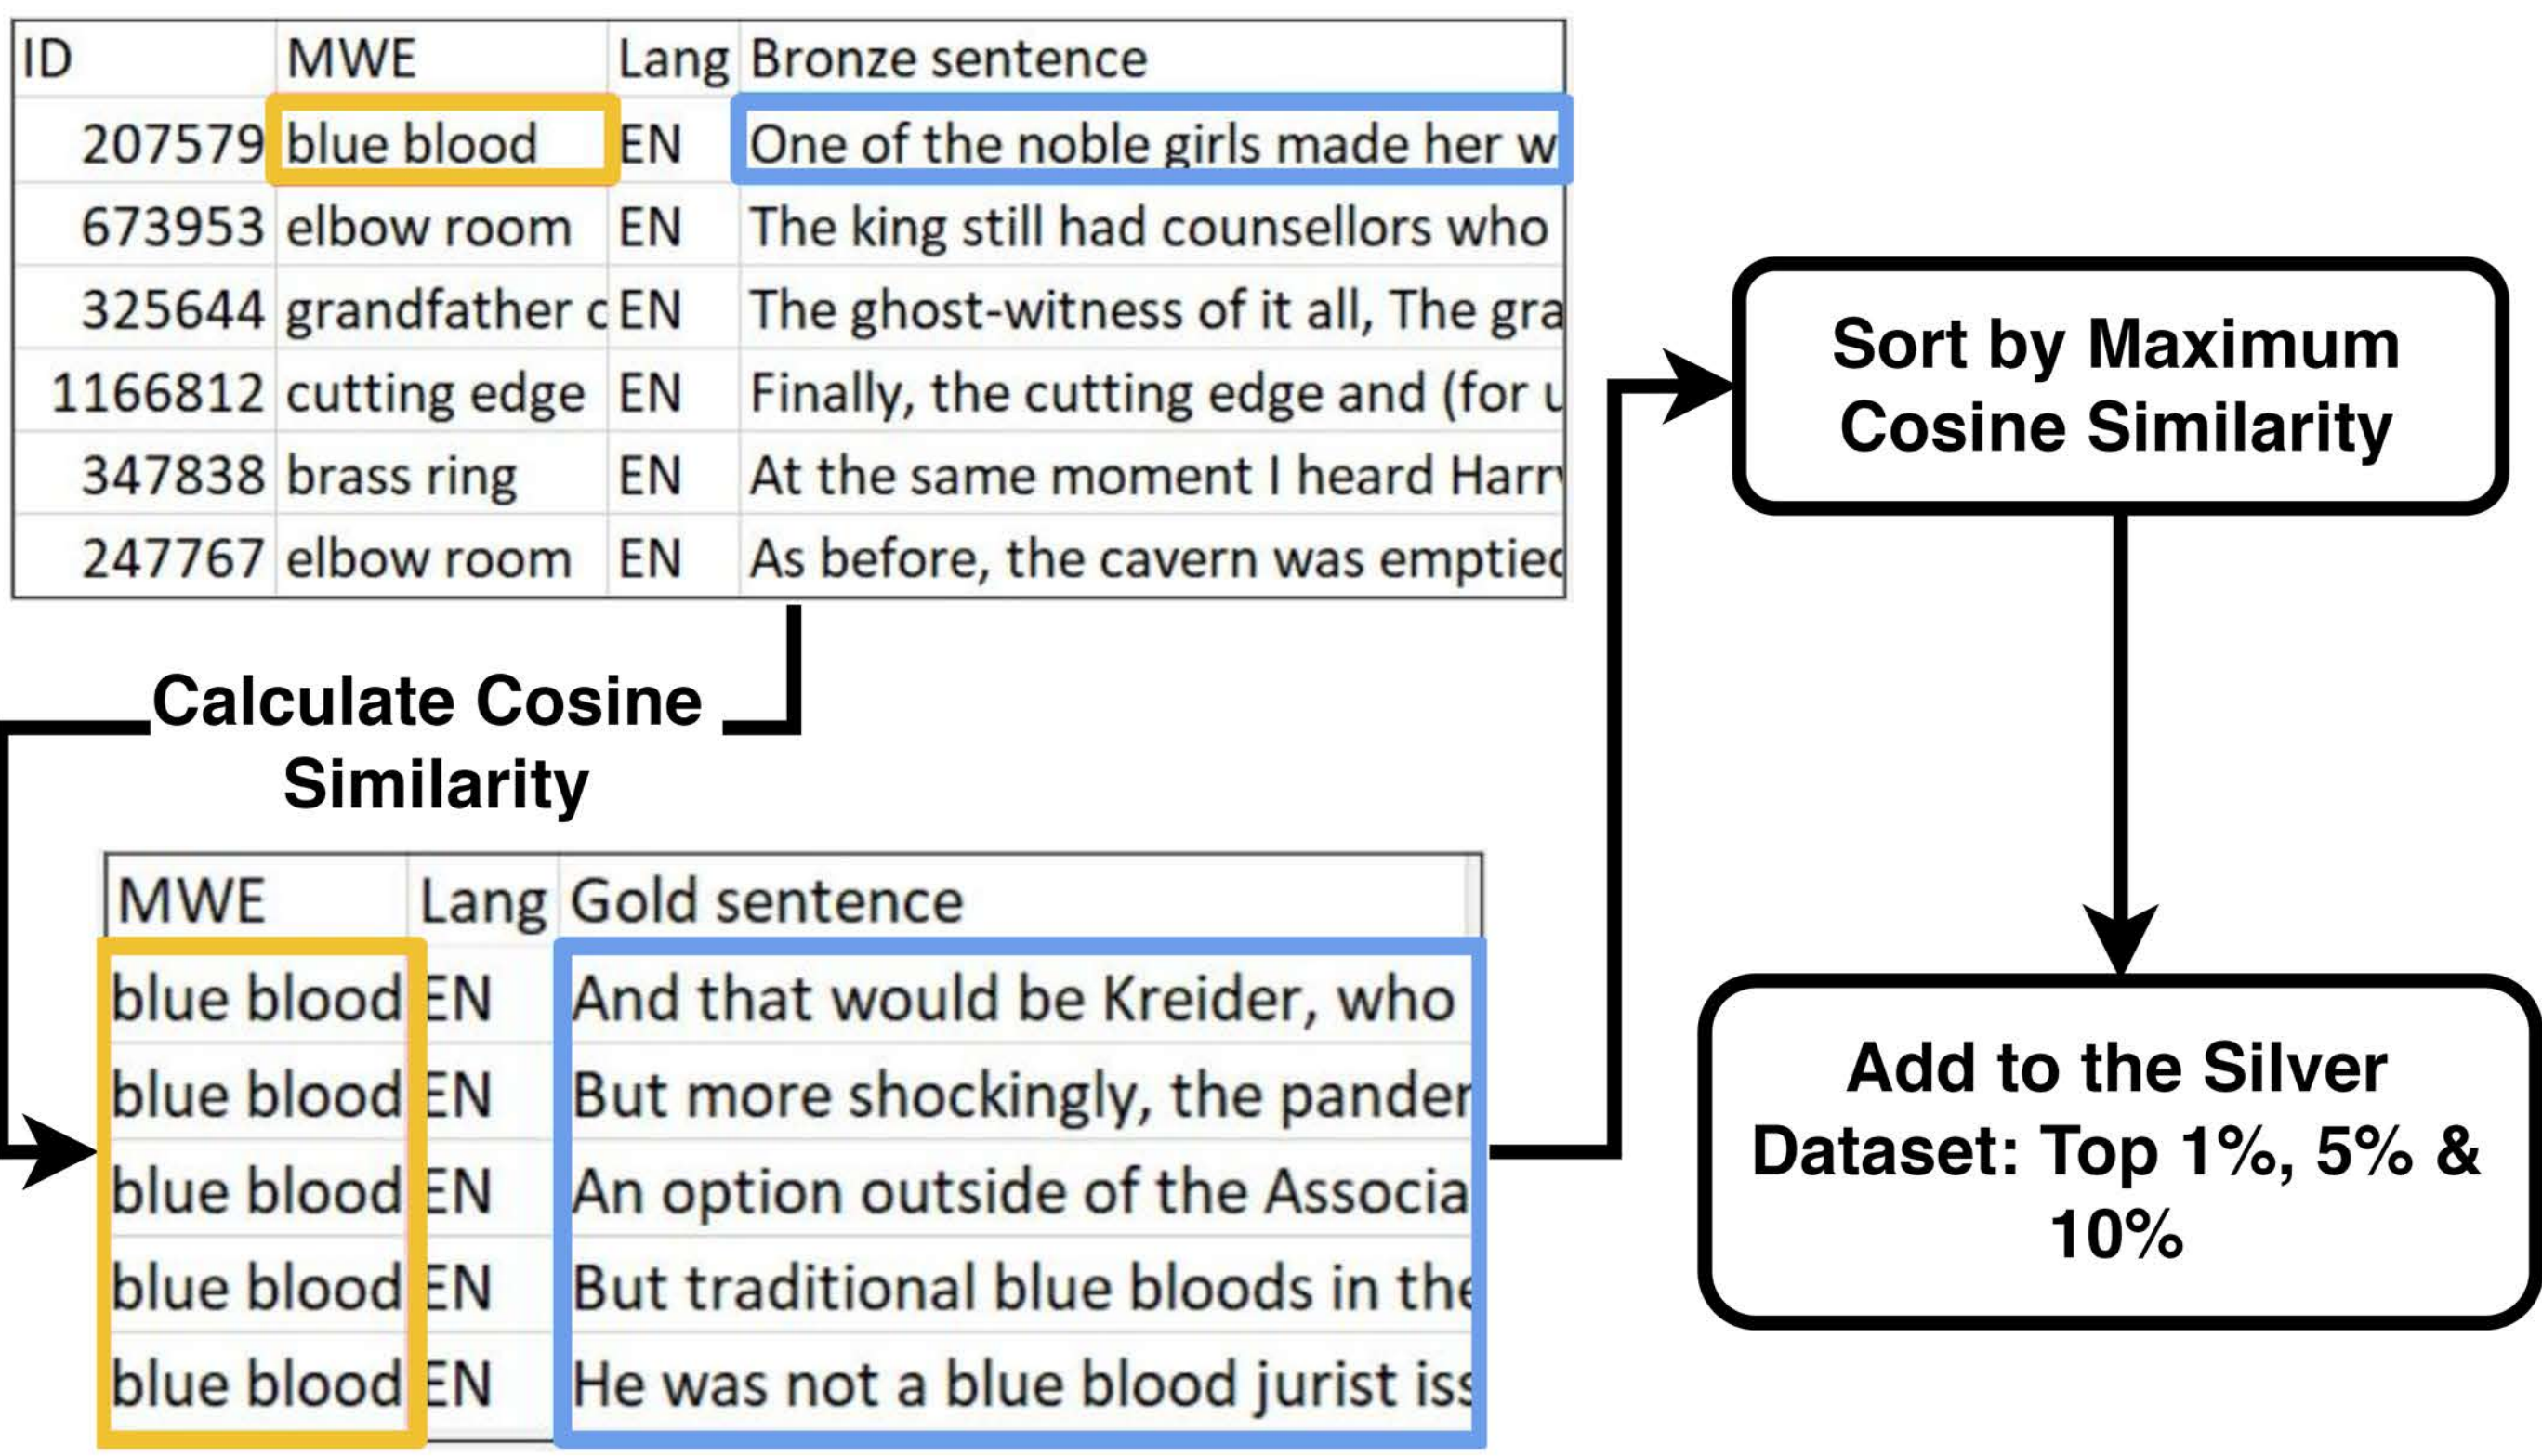 ID MWE Lang Bronze sentence
207579 blue blood EN One of the noble girls made her w
673953 elbow room EN The king still had counsellors who
325644 grandfather c EN The ghost-witness of it all, The gra
1166812 cutting edge EN Finally, the cutting edge and (for u
347838 brass ring EN At the same moment I heard Harr
247767 elbow room EN As before, the cavern was emptied
Calculate Cosine
Similarity
MWE Lang Gold sentence
blue blood EN And that would be Kreider, who
blue blood EN But more shockingly, the pander
blue blood EN An option outside of the Associa
blue blood EN But traditional blue bloods in the
blue blood EN He was not a blue blood jurist iss
Sort by Maximum
Cosine Similarity
Add to the Silver
Dataset: Top 1%, 5% &
10%